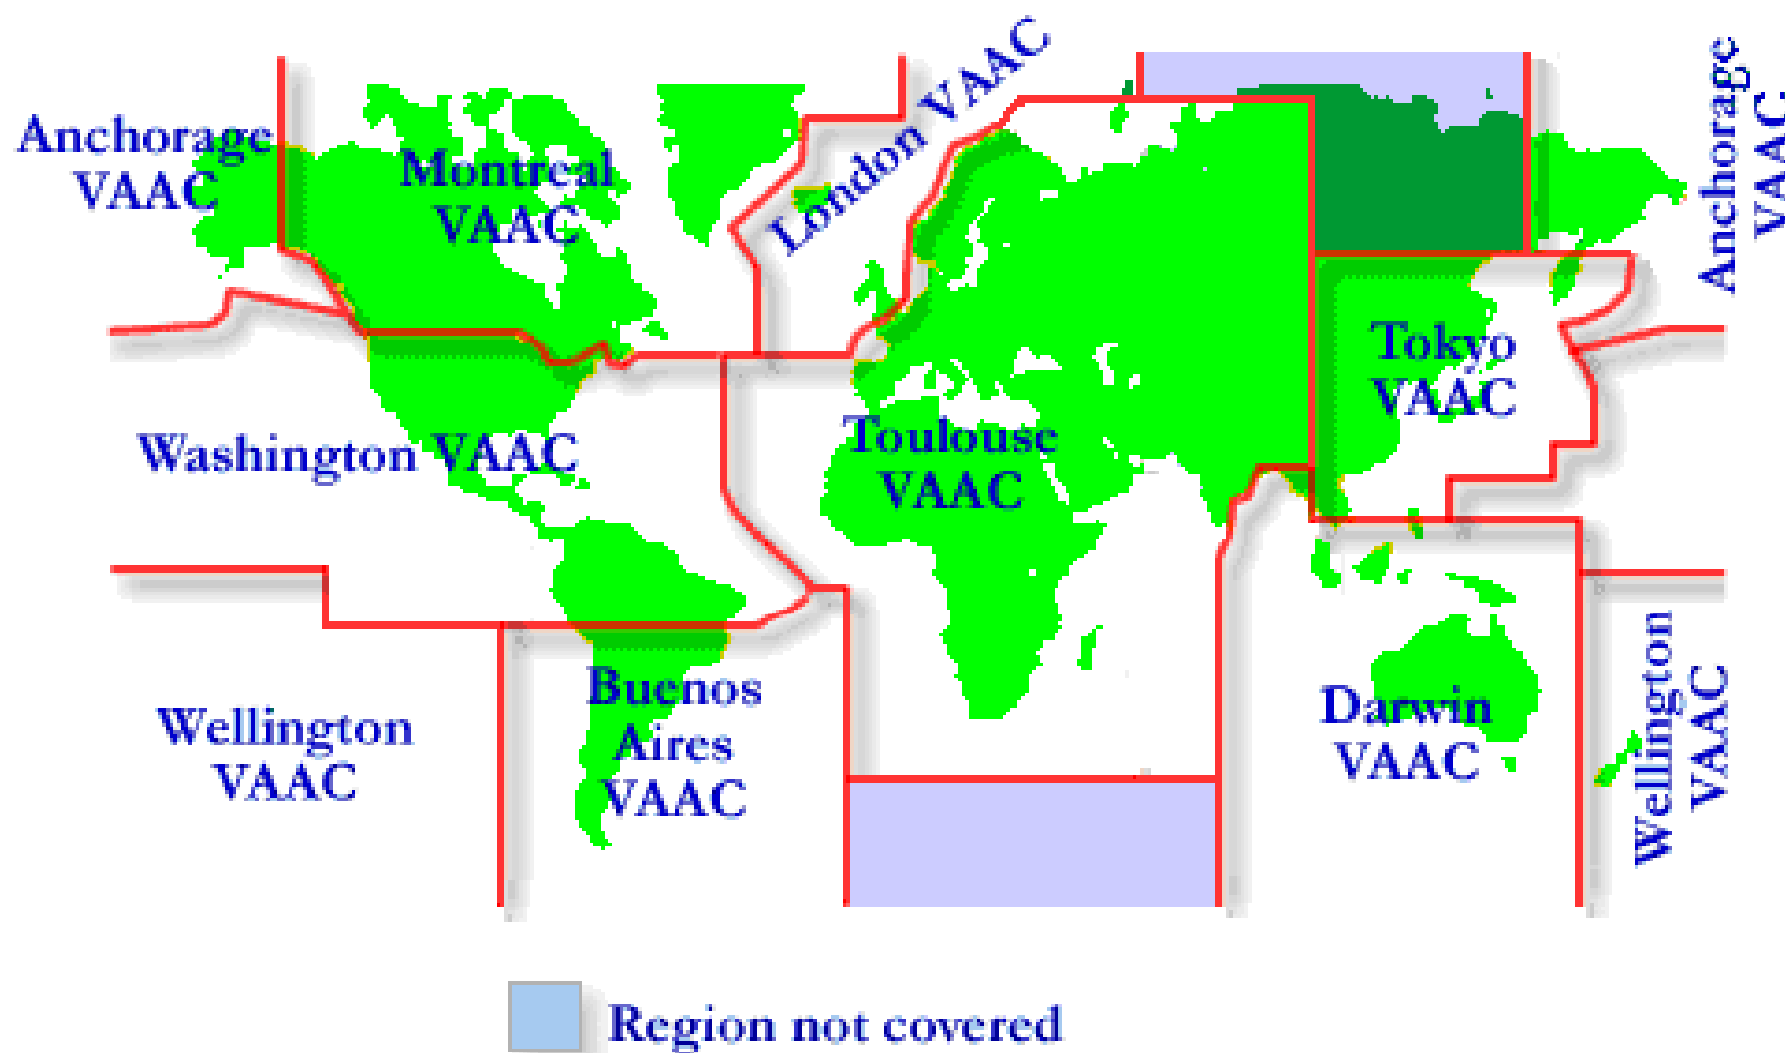 Anchorage
VAAC
Montreal
VAAC
London VAAC
Anchorage
VAAC
Washington VAAC
Toulouse
VAAC
Tokyo
VAAC
Wellington
VAAC
Buenos
Aires
VAAC
Darwin
VAAC
Wellington
VAAC
Region not covered